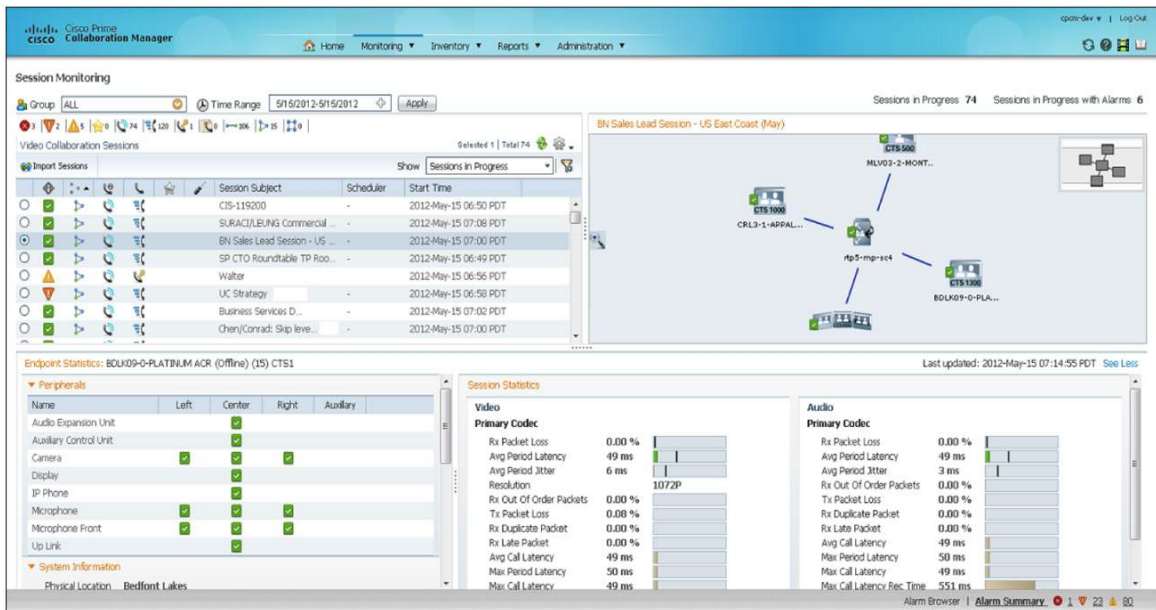 cpcm-dev | Log Out
CISCO Cisco Prime Collaboration Manager
Home Monitoring Inventory Reports Administration
Session Monitoring
Group ALL Time Range 5/15/2012-5/15/2012 Apply
Sessions in Progress 74 Sessions in Progress with Alarms 6
3 | 2 | 5 | 0 | 74 | 120 | 1 | 0 | 106 | 15 | 0
Video Collaboration Sessions Selected 1 | Total 74
Import Sessions Show Sessions in Progress
Session Subject Scheduler Start Time
CIS-119200 - 2012-May-15 06:50 PDT
SURACI/LEUNG Commercial ... - 2012-May-15 07:08 PDT
BN Sales Lead Session - US ... - 2012-May-15 07:00 PDT
SP CTO Roundtable TP Roo... - 2012-May-15 06:49 PDT
Walter 2012-May-15 06:56 PDT
UC Strategy - 2012-May-15 06:58 PDT
Business Services D... - 2012-May-15 07:02 PDT
Chen/Conrad: Skip leve... - 2012-May-15 07:00 PDT
BN Sales Lead Session - US East Coast (May)
CTS 500
MLV03-2-MONT..
CTS 1000
CRL3-1-APPAL...
rtp5-mp-sc4
CTS 1300
BDLK09-0-PLA...
Endpoint Statistics: BDLK09-0-PLATINUM ACR (Offline) (15) CTS1
Last updated: 2012-May-15 07:14:55 PDT See Less
Peripherals
Name Left Center Right Auxiliary
Audio Expansion Unit
Auxiliary Control Unit
Camera
Display
IP Phone
Microphone
Microphone Front
Up Link
System Information
Physical Location Bedfont Lakes
Session Statistics
Video
Primary Codec
Rx Packet Loss 0.00 %
Avg Period Latency 49 ms
Avg Period Jitter 6 ms
Resolution 1072P
Rx Out Of Order Packets 0.00 %
Tx Packet Loss 0.08 %
Rx Duplicate Packet 0.00 %
Rx Late Packet 0.00 %
Avg Call Latency 49 ms
Max Period Latency 50 ms
Max Call Latency 49 ms
Audio
Primary Codec
Rx Packet Loss 0.00 %
Avg Period Latency 49 ms
Avg Period Jitter 3 ms
Rx Out Of Order Packets 0.00 %
Tx Packet Loss 0.00 %
Rx Duplicate Packet 0.00 %
Rx Late Packet 0.00 %
Avg Call Latency 49 ms
Max Period Latency 50 ms
Max Call Latency 49 ms
Max Call Latency Rec Time 551 ms
Alarm Browser | Alarm Summary 1 23 80